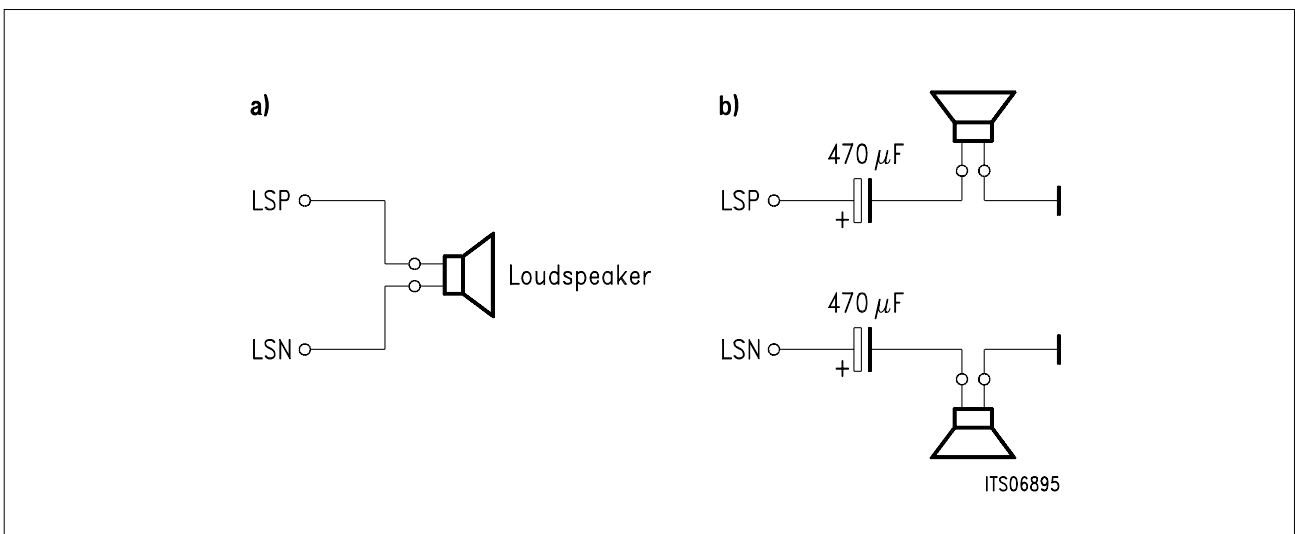 a)
LSP
Loudspeaker
LSN
b)
470 µF
LSP
+
470 µF
LSN
+
ITS06895